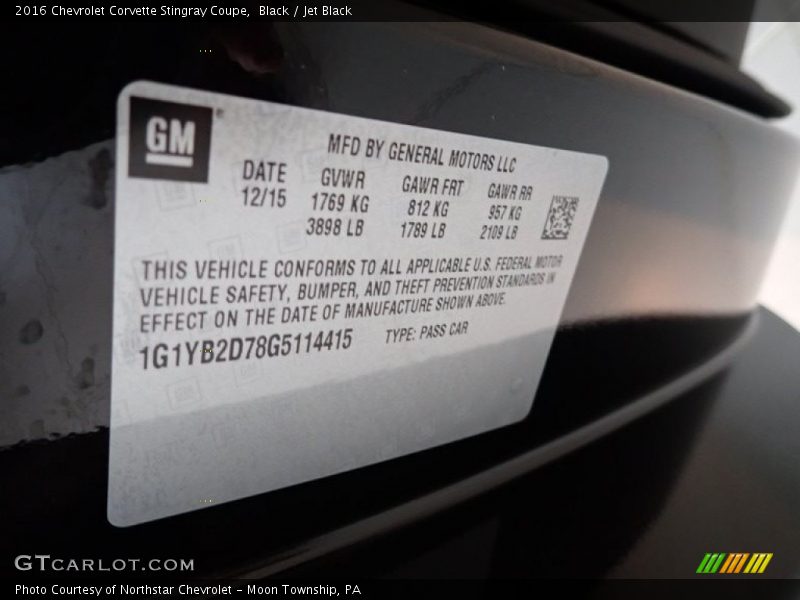 2016 Chevrolet Corvette Stingray Coupe, Black / Jet Black
GM
MFD BY GENERAL MOTORS LLC
DATE GVWR GAWR FRT GAWR RR
12/15 1769 KG 812 KG 957 KG
3898 LB 1789 LB 2109 LB
THIS VEHICLE CONFORMS TO ALL APPLICABLE U.S. FEDERAL MOTOR
VEHICLE SAFETY, BUMPER, AND THEFT PREVENTION STANDARDS IN
EFFECT ON THE DATE OF MANUFACTURE SHOWN ABOVE.
1G1YB2D78G5114415 TYPE: PASS CAR
GTCARLOT.COM
Photo Courtesy of Northstar Chevrolet - Moon Township, PA